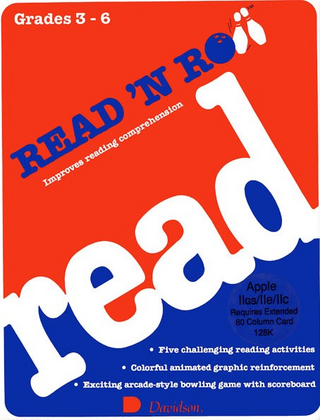 Grades 3 - 6
READ 'N ROLL
Improves reading comprehension
read
Apple
IIGS/IIe/IIc
Requires Extended
80 Column Card
128K
• Five challenging reading activities
• Colorful animated graphic reinforcement
• Exciting arcade-style bowling game with scoreboard
Davidson.